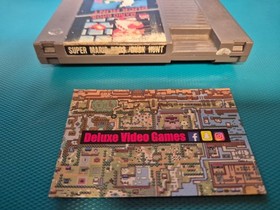 SUPER MARIO BROS./DUCK HUNT
Deluxe Video Games f